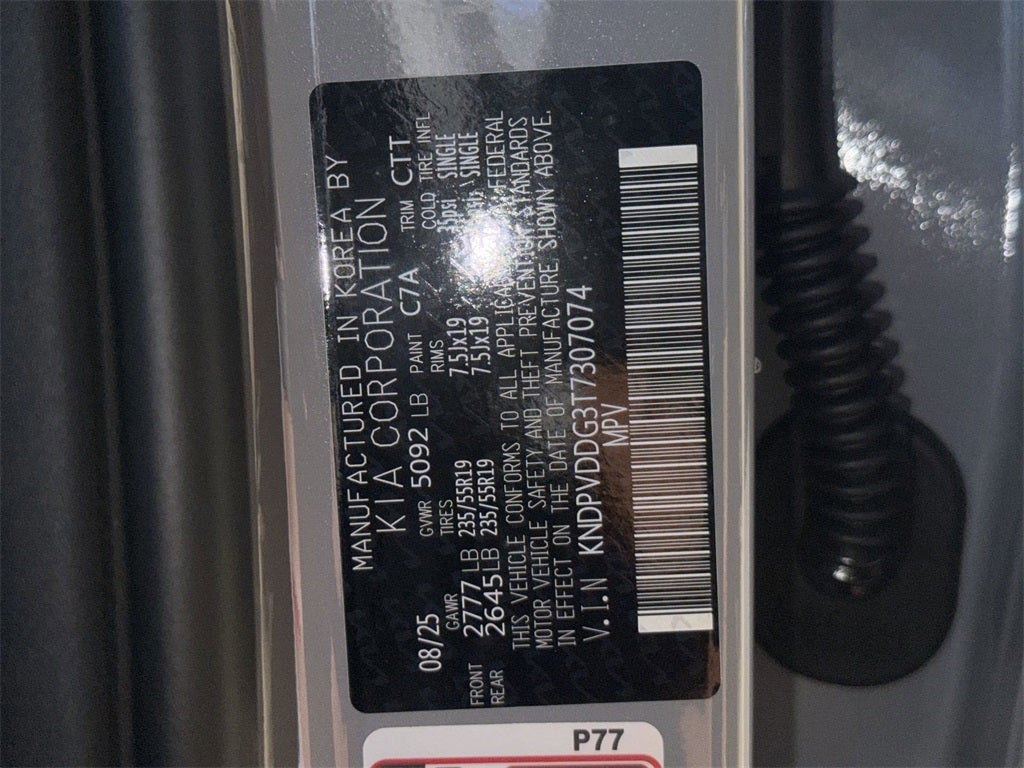 MANUFACTURED IN KOREA BY
KIA CORPORATION
08/25 GVWR 5092 LB PAINT C7A TRIM CTT
GAWR TIRES RIMS COLD TIRE INFL
FRONT 2777 LB 235/55R19 7.5Jx19 SINGLE
REAR 2645 LB 235/55R19 7.5Jx19 SINGLE
THIS VEHICLE CONFORMS TO ALL FEDERAL
MOTOR VEHICLE SAFETY AND THEFT PREVENTION STANDARDS
IN EFFECT ON THE DATE OF MANUFACTURE SHOWN ABOVE.
V.I.N KNDPVDDG3T7307074
MPV
P77